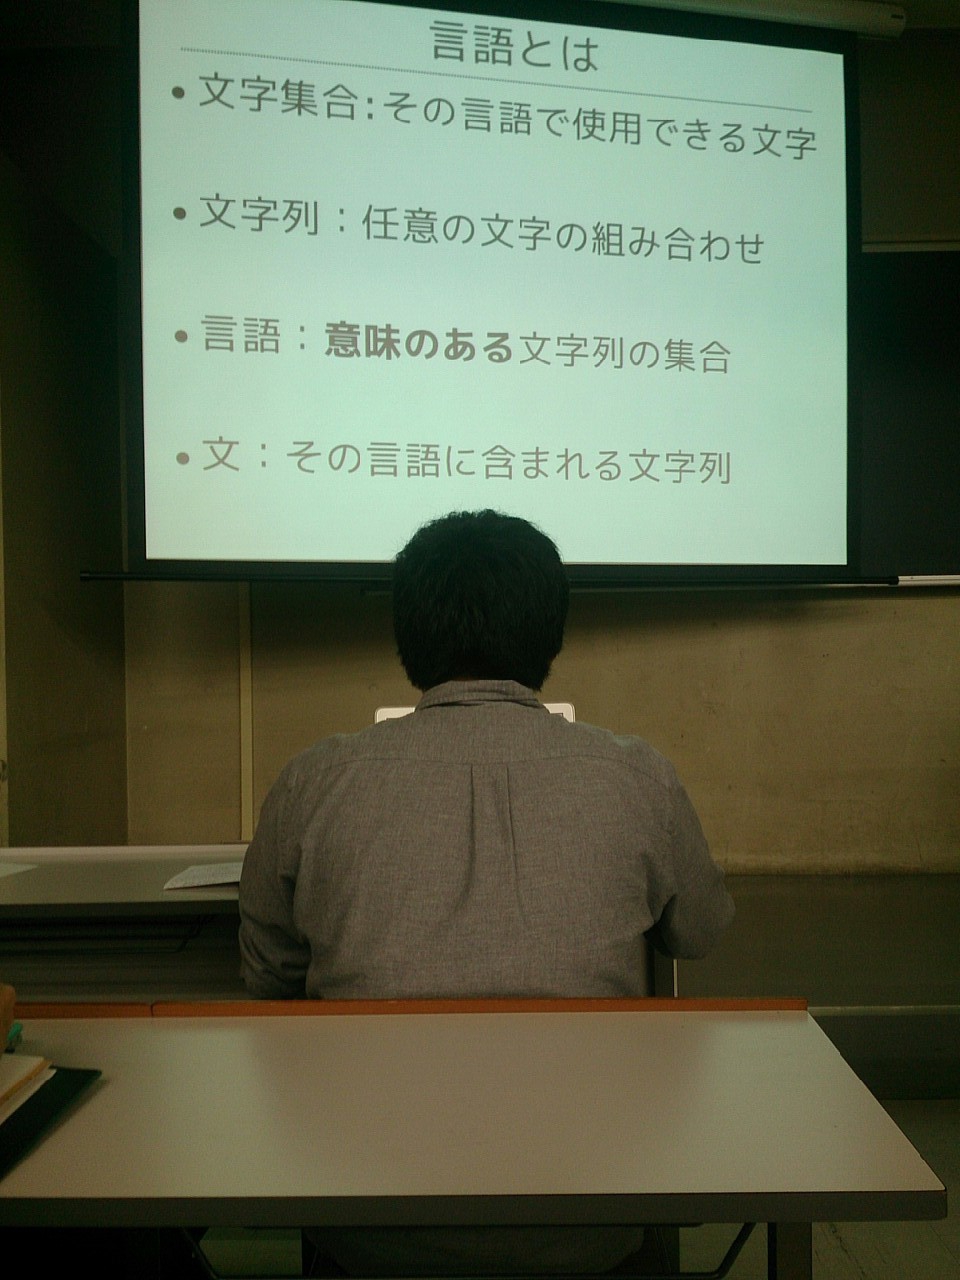 言語とは
• 文字集合：その言語で使用できる文字
• 文字列：任意の文字の組み合わせ
• 言語：意味のある文字列の集合
• 文：その言語に含まれる文字列